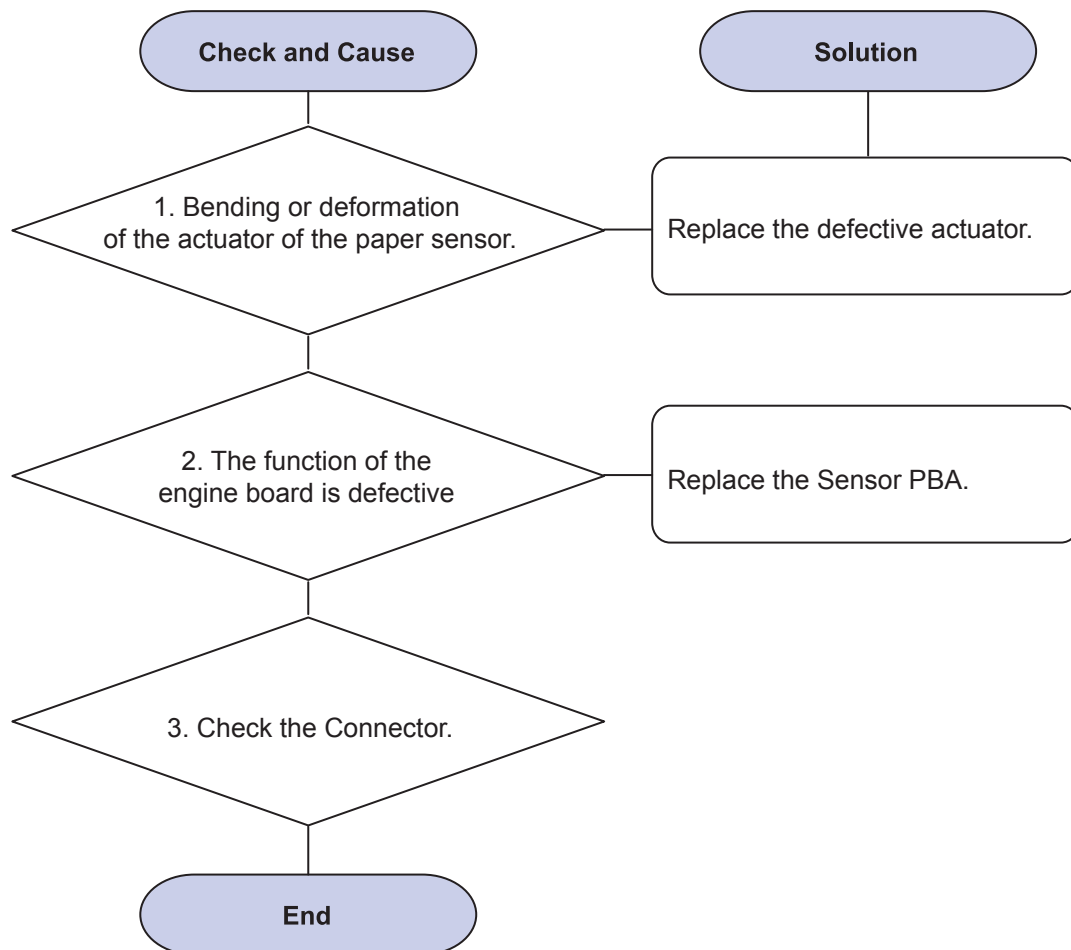 Check and Cause
Solution
1. Bending or deformation
of the actuator of the paper sensor.
Replace the defective actuator.
2. The function of the
engine board is defective
Replace the Sensor PBA.
3. Check the Connector.
End